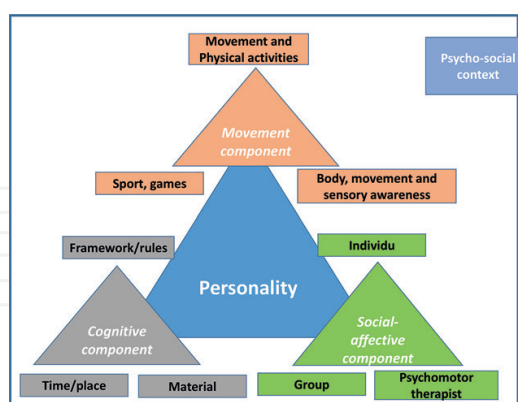 Movement and
Physical activities
Psycho-social
context
Movement
component
Sport, games
Body, movement and
sensory awareness
Framework/rules
Individu
Personality
Cognitive
component
Social-
affective
component
Time/place
Material
Group
Psychomotor
therapist